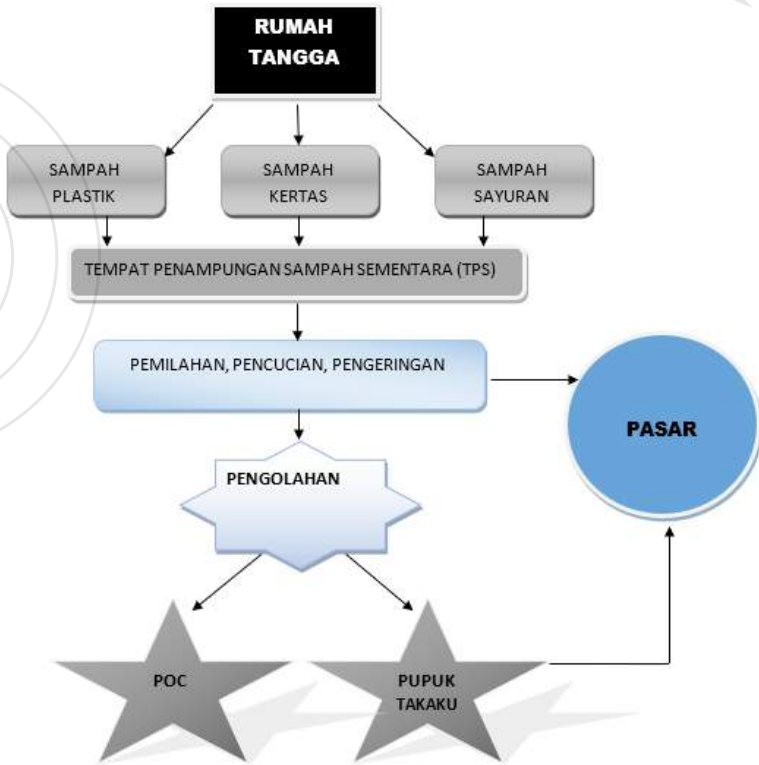 RUMAH
TANGGA
SAMPAH
PLASTIK
SAMPAH
KERTAS
SAMPAH
SAYURAN
TEMPAT PENAMPUNGAN SAMPAH SEMENTARA (TPS)
PEMILAHAN, PENCUCIAN, PENGERINGAN
PASAR
PENGOLAHAN
POC
PUPUK
TAKAKU